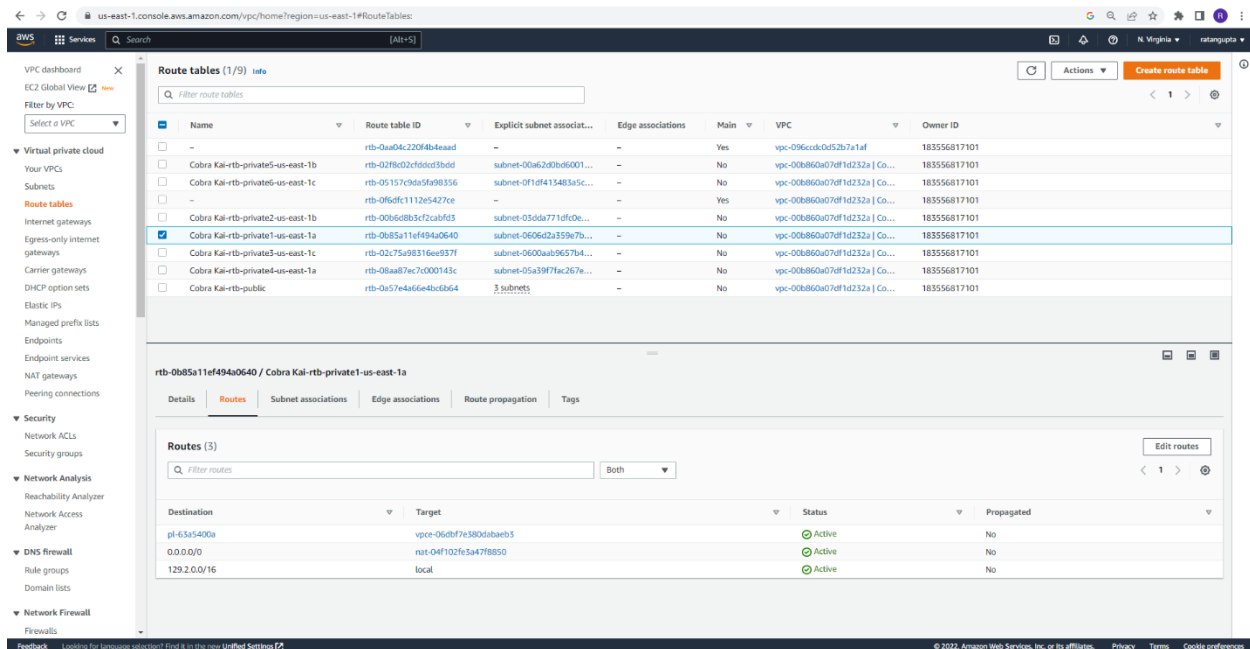 us-east-1.console.aws.amazon.com/vpc/home?region=us-east-1#RouteTables:
aws Services Search [Alt+S] N. Virginia ratangupta
VPC dashboard
EC2 Global View New
Filter by VPC:
Select a VPC
Virtual private cloud
Your VPCs
Subnets
Route tables
Internet gateways
Egress-only internet
gateways
Carrier gateways
DHCP option sets
Elastic IPs
Managed prefix lists
Endpoints
Endpoint services
NAT gateways
Peering connections
Security
Network ACLs
Security groups
Network Analysis
Reachability Analyzer
Network Access
Analyzer
DNS firewall
Rule groups
Domain lists
Network Firewall
Firewalls
Route tables (1/9) Info Actions Create route table
Filter route tables 1
Name Route table ID Explicit subnet associat... Edge associations Main VPC Owner ID
– rtb-0aa04c220f4b4eaad – – Yes vpc-096ccdc0d52b7a1af 183556817101
Cobra Kai-rtb-private5-us-east-1b rtb-02f8c02cfddcd3bdd subnet-00a62d0bd6001... – No vpc-00b860a07df1d232a | Co... 183556817101
Cobra Kai-rtb-private6-us-east-1c rtb-05157c9da5fa98356 subnet-0f1df413483a5c... – No vpc-00b860a07df1d232a | Co... 183556817101
– rtb-0f6dfc1112e5427ce – – Yes vpc-00b860a07df1d232a | Co... 183556817101
Cobra Kai-rtb-private2-us-east-1b rtb-00b6d8b3cf2cabfd3 subnet-03dda771dfc0e... – No vpc-00b860a07df1d232a | Co... 183556817101
Cobra Kai-rtb-private1-us-east-1a rtb-0b85a11ef494a0640 subnet-0606d2a359e7b... – No vpc-00b860a07df1d232a | Co... 183556817101
Cobra Kai-rtb-private3-us-east-1c rtb-02c75a98316ee937f subnet-0600aab9657b4... – No vpc-00b860a07df1d232a | Co... 183556817101
Cobra Kai-rtb-private4-us-east-1a rtb-08aa87ec7c000143c subnet-05a39f7fac267e... – No vpc-00b860a07df1d232a | Co... 183556817101
Cobra Kai-rtb-public rtb-0a57e4a66e4bc6b64 3 subnets – No vpc-00b860a07df1d232a | Co... 183556817101
rtb-0b85a11ef494a0640 / Cobra Kai-rtb-private1-us-east-1a
Details Routes Subnet associations Edge associations Route propagation Tags
Routes (3) Edit routes
Filter routes Both 1
Destination Target Status Propagated
pl-63a5400a vpce-06dbf7e380dabaeb3 Active No
0.0.0.0/0 nat-04f102fe3a47f8850 Active No
129.2.0.0/16 local Active No
Feedback Looking for language selection? Find it in the new Unified Settings © 2022, Amazon Web Services, Inc. or its affiliates. Privacy Terms Cookie preferences